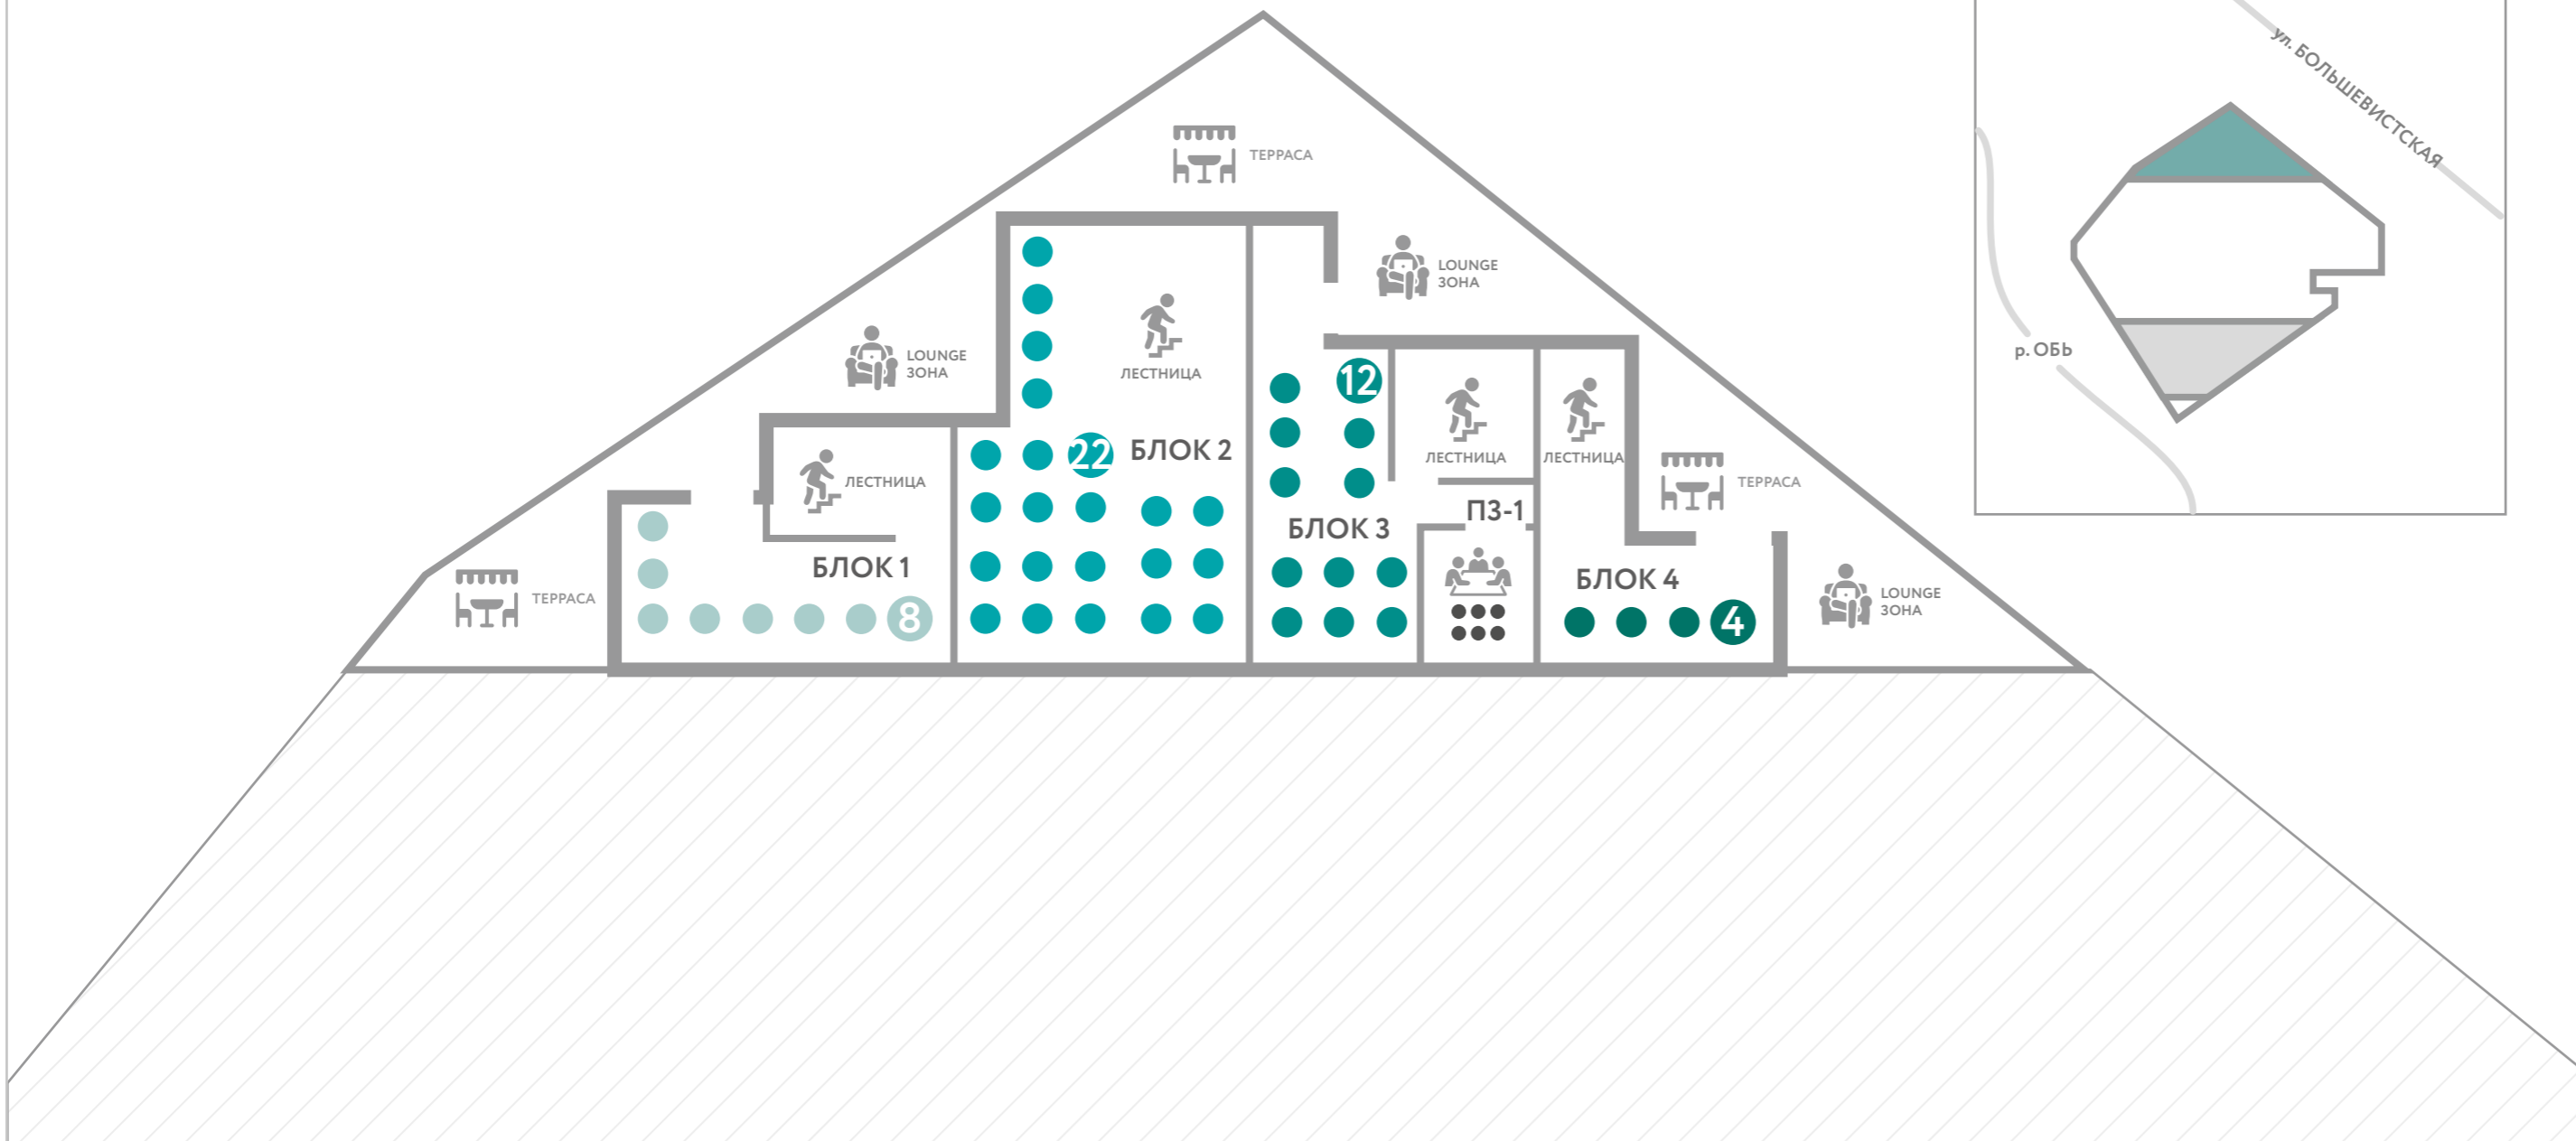 ТЕРРАСА
LOUNGE
ЗОНА
LOUNGE
ЗОНА
ЛЕСТНИЦА
12
22
БЛОК 2
ЛЕСТНИЦА
ЛЕСТНИЦА
ЛЕСТНИЦА
ТЕРРАСА
ПЗ-1
БЛОК 3
БЛОК 1
БЛОК 4
ТЕРРАСА
LOUNGE
ЗОНА
8
4
ул. БОЛЬШЕВИСТСКАЯ
р. ОБЬ